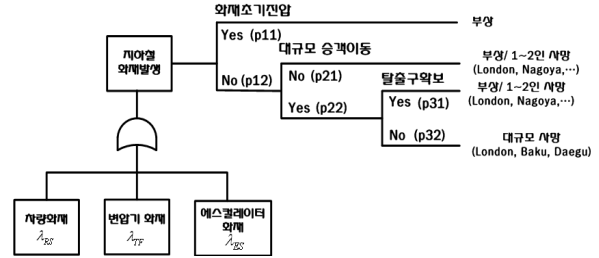 화재초기진압
Yes (p11)
부상
지하철
화재발생
대규모 승객이동
No (p12)
No (p21)
부상/ 1~2인 사망
(London, Nagoya,…)
탈출구확보
Yes (p22)
Yes (p31)
부상/ 1~2인 사망
(London, Nagoya,…)
No (p32)
대규모 사망
(London, Baku, Daegu)
차량화재
λRS
변압기 화재
λTF
에스컬레이터
화재
λES